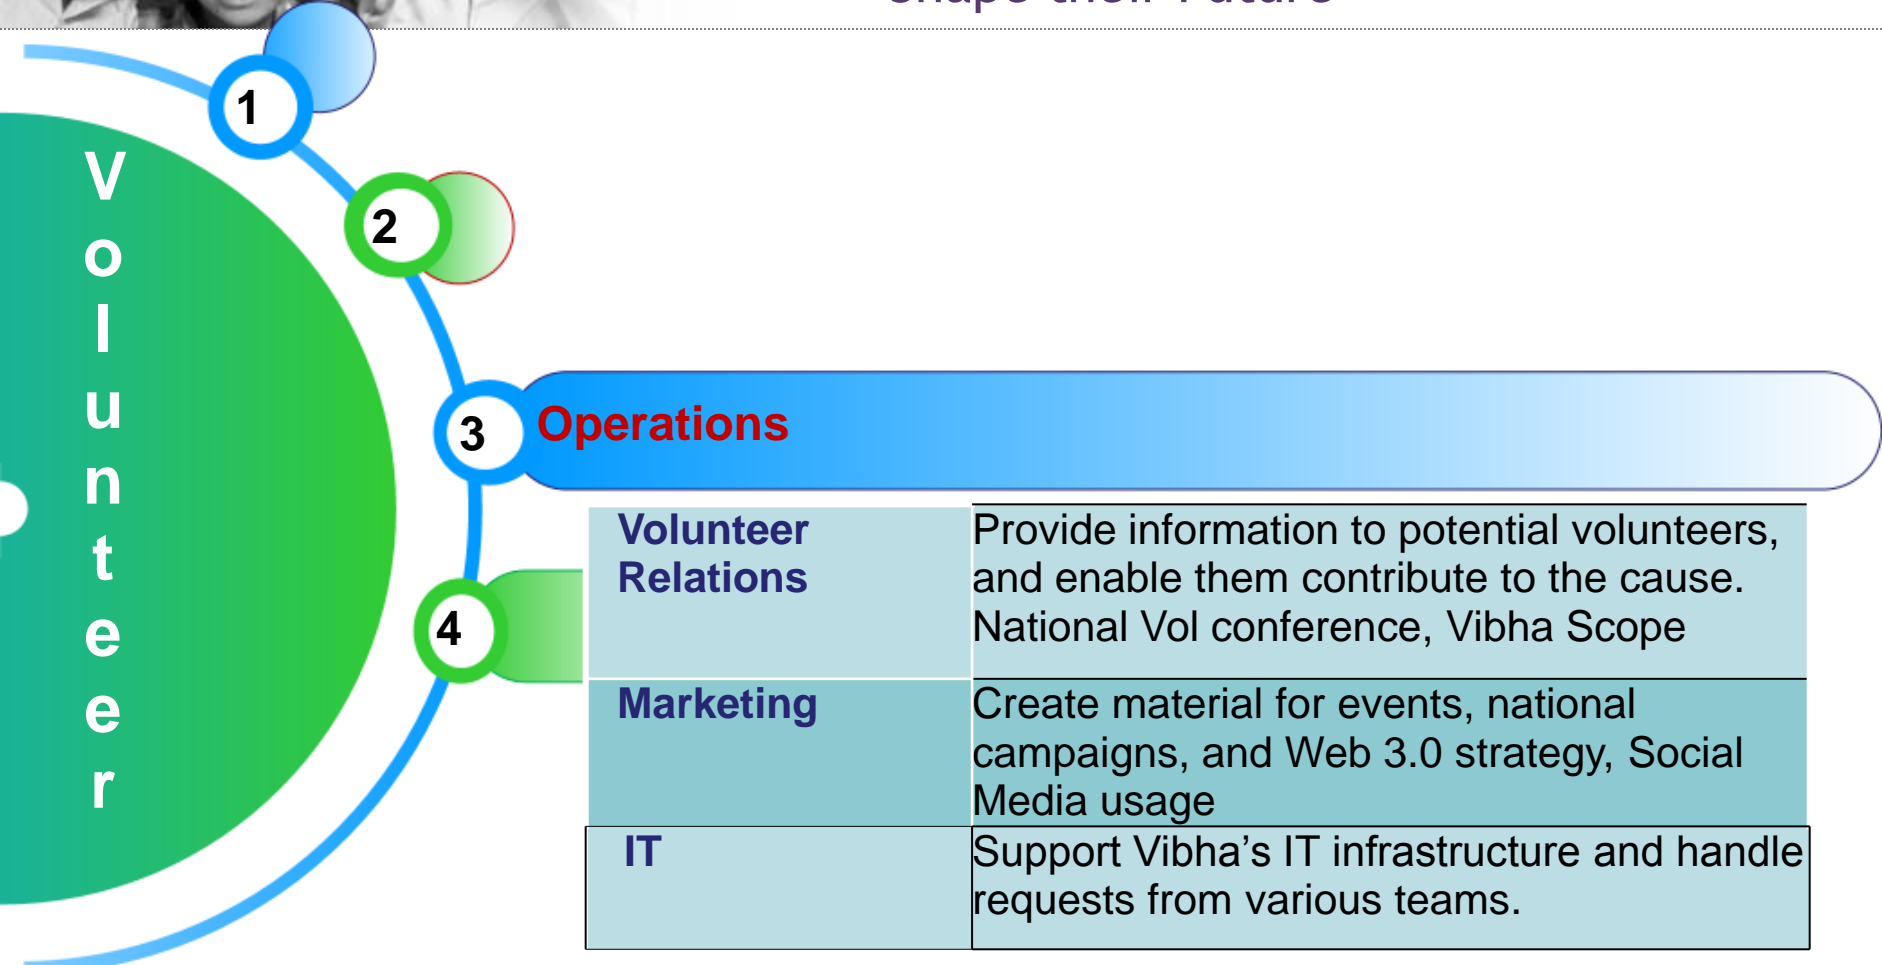 their Future
1
2
3
4
V
o
l
u
n
t
e
e
r
Operations
Volunteer
Relations
Provide information to potential volunteers,
and enable them contribute to the cause.
National Vol conference, Vibha Scope
Marketing
Create material for events, national
campaigns, and Web 3.0 strategy, Social
Media usage
IT
Support Vibha’s IT infrastructure and handle
requests from various teams.